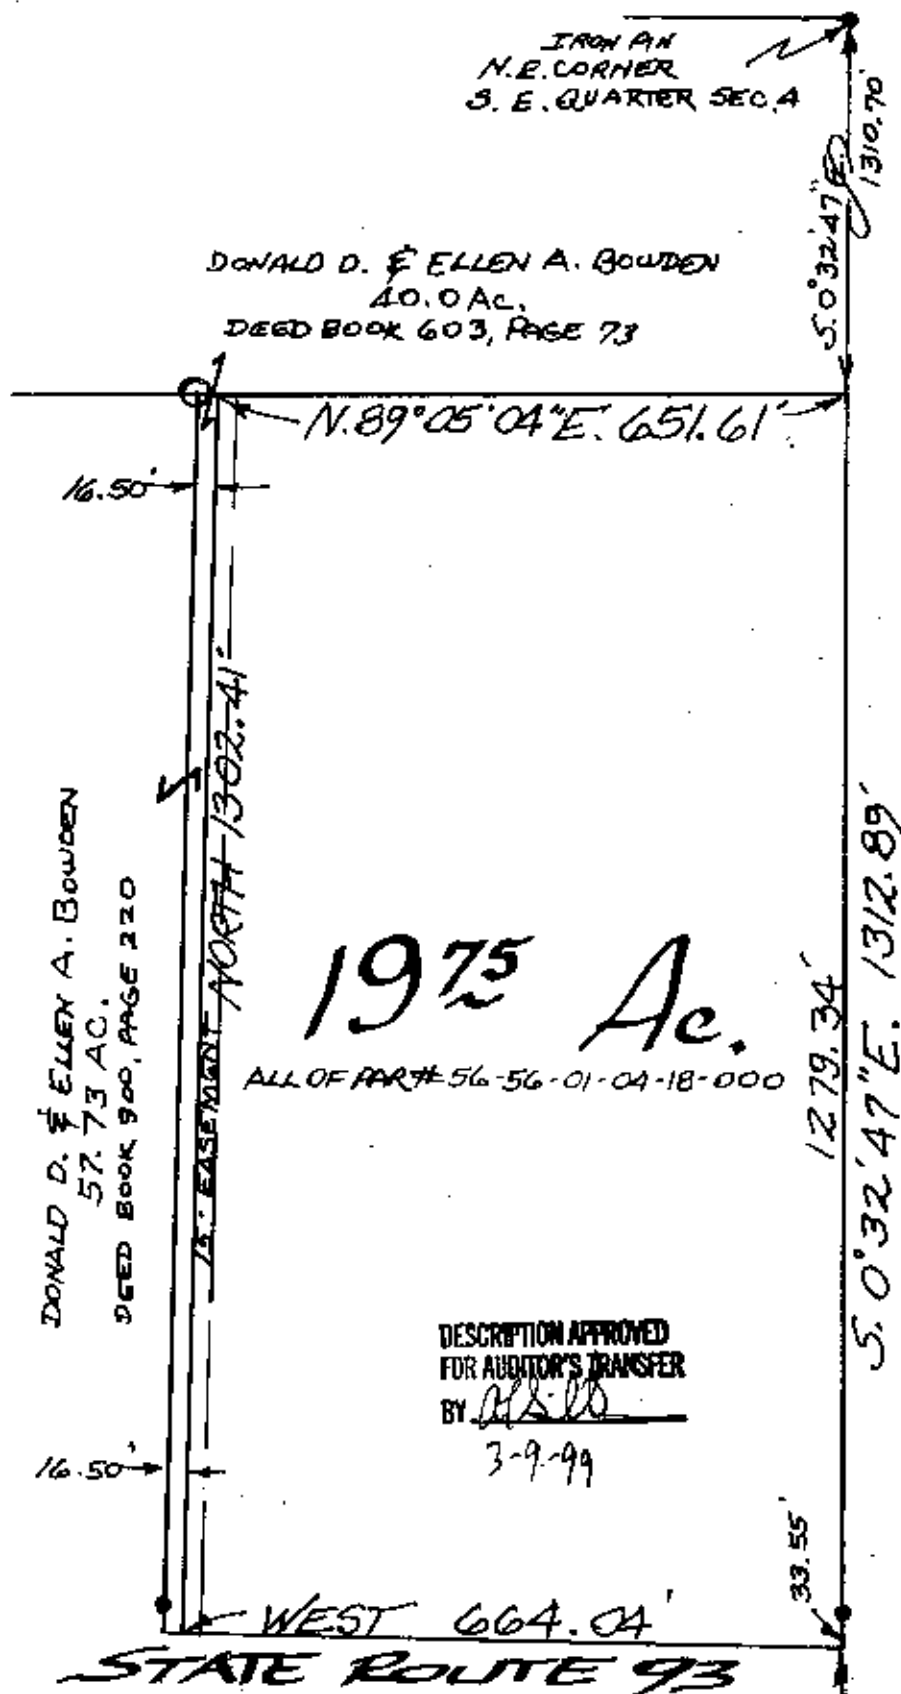 IRON PIN
N.E. CORNER
S. E. QUARTER SEC. 4
1310.70'
S. 0°32'47" E.
DONALD D. & ELLEN A. BOWDEN
40.0 AC.
DEED BOOK 603, PAGE 73
N. 89°05'04" E. 651.61'
16.50'
15' EASEMENT
NORTH 1302.41'
DONALD D. & ELLEN A. BOWDEN
57.73 AC.
DEED BOOK 900, PAGE 220
19 75 Ac.
ALL OF PAR# 56-56-01-04-18-000
1279.34'
S. 0°32'47" E. 1312.89'
DESCRIPTION APPROVED
FOR AUDITOR'S TRANSFER
BY
3-9-99
16.50'
33.55'
WEST 664.04'
STATE ROUTE 93